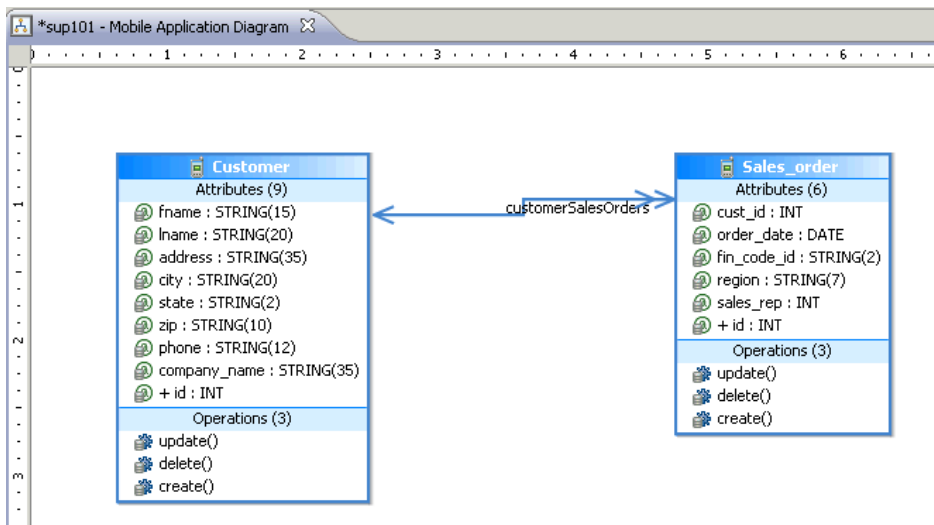 *sup101 - Mobile Application Diagram
0 1 2 3 4 5 6
1
2
3
Customer
Attributes (9)
fname : STRING(15)
lname : STRING(20)
address : STRING(35)
city : STRING(20)
state : STRING(2)
zip : STRING(10)
phone : STRING(12)
company_name : STRING(35)
+ id : INT
Operations (3)
update()
delete()
create()
customerSalesOrders
Sales_order
Attributes (6)
cust_id : INT
order_date : DATE
fin_code_id : STRING(2)
region : STRING(7)
sales_rep : INT
+ id : INT
Operations (3)
update()
delete()
create()